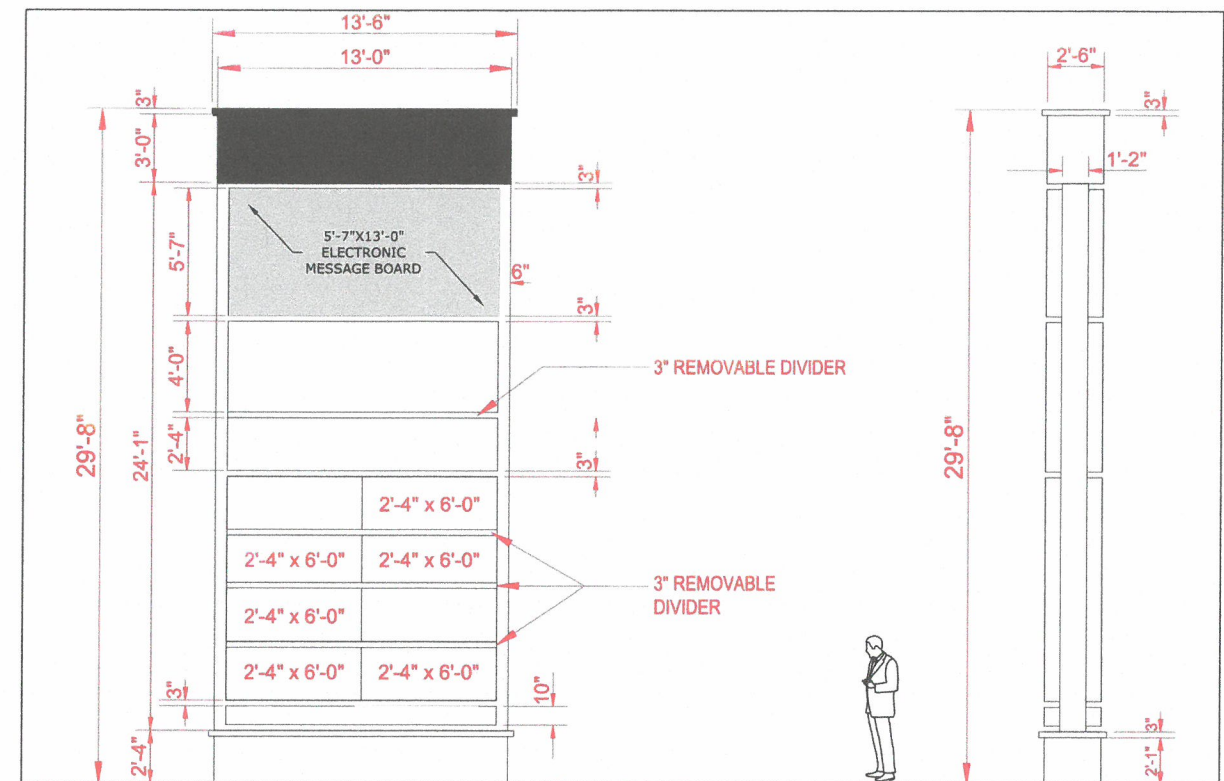 13'-6"
13'-0"
2'-6"
3"
3"
3'-0"
1'-2"
3"
5'-7"X13'-0"
ELECTRONIC
MESSAGE BOARD
5'-7"
6"
3"
4'-0"
3" REMOVABLE DIVIDER
29'-8"
24'-1"
2'-4"
3"
29'-8"
2'-4" x 6'-0"
2'-4" x 6'-0" 2'-4" x 6'-0"
3" REMOVABLE
DIVIDER
2'-4" x 6'-0"
2'-4" x 6'-0" 2'-4" x 6'-0"
3"
10"
2'-4"
3"
2'-1"